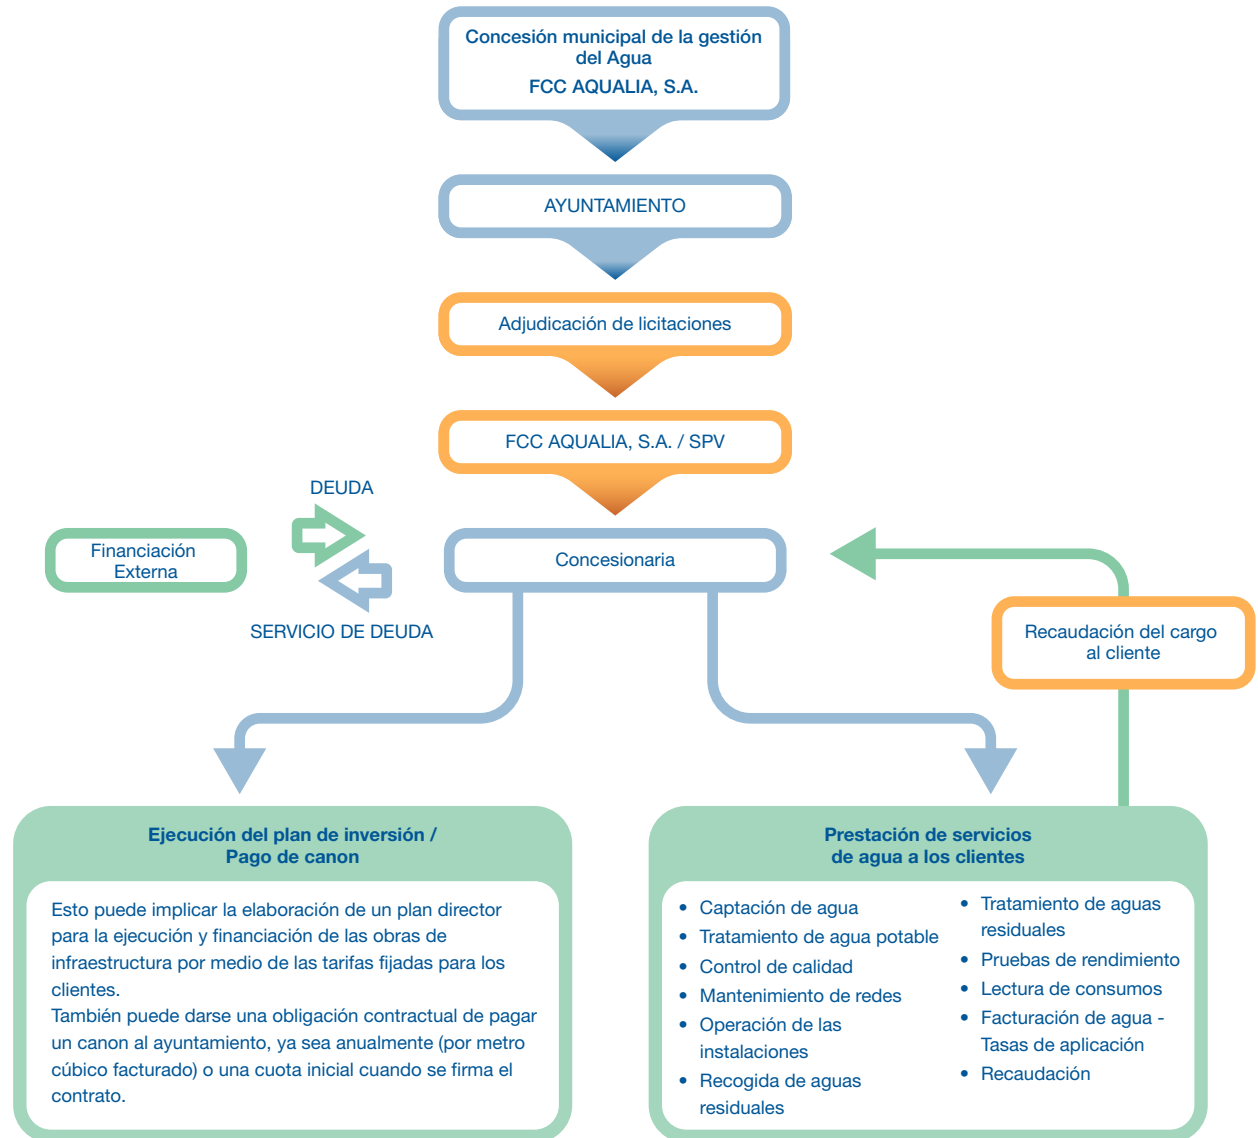 Concesión municipal de la gestión
del Agua
FCC AQUALIA, S.A.
AYUNTAMIENTO
Adjudicación de licitaciones
FCC AQUALIA, S.A. / SPV
DEUDA
Financiación
Externa
SERVICIO DE DEUDA
Concesionaria
Recaudación del cargo
al cliente
Ejecución del plan de inversión /
Pago de canon
Esto puede implicar la elaboración de un plan director
para la ejecución y financiación de las obras de
infraestructura por medio de las tarifas fijadas para los
clientes.
También puede darse una obligación contractual de pagar
un canon al ayuntamiento, ya sea anualmente (por metro
cúbico facturado) o una cuota inicial cuando se firma el
contrato.
Prestación de servicios
de agua a los clientes
• Captación de agua
• Tratamiento de agua potable
• Control de calidad
• Mantenimiento de redes
• Operación de las
instalaciones
• Recogida de aguas
residuales
• Tratamiento de aguas
residuales
• Pruebas de rendimiento
• Lectura de consumos
• Facturación de agua -
Tasas de aplicación
• Recaudación